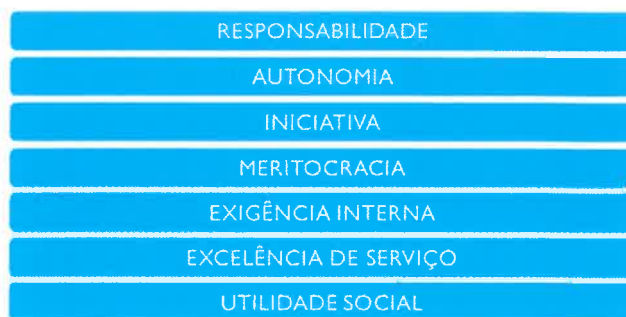 RESPONSABILIDADE
AUTONOMIA
INICIATIVA
MERITOCRACIA
EXIGÊNCIA INTERNA
EXCELÊNCIA DE SERVIÇO
UTILIDADE SOCIAL